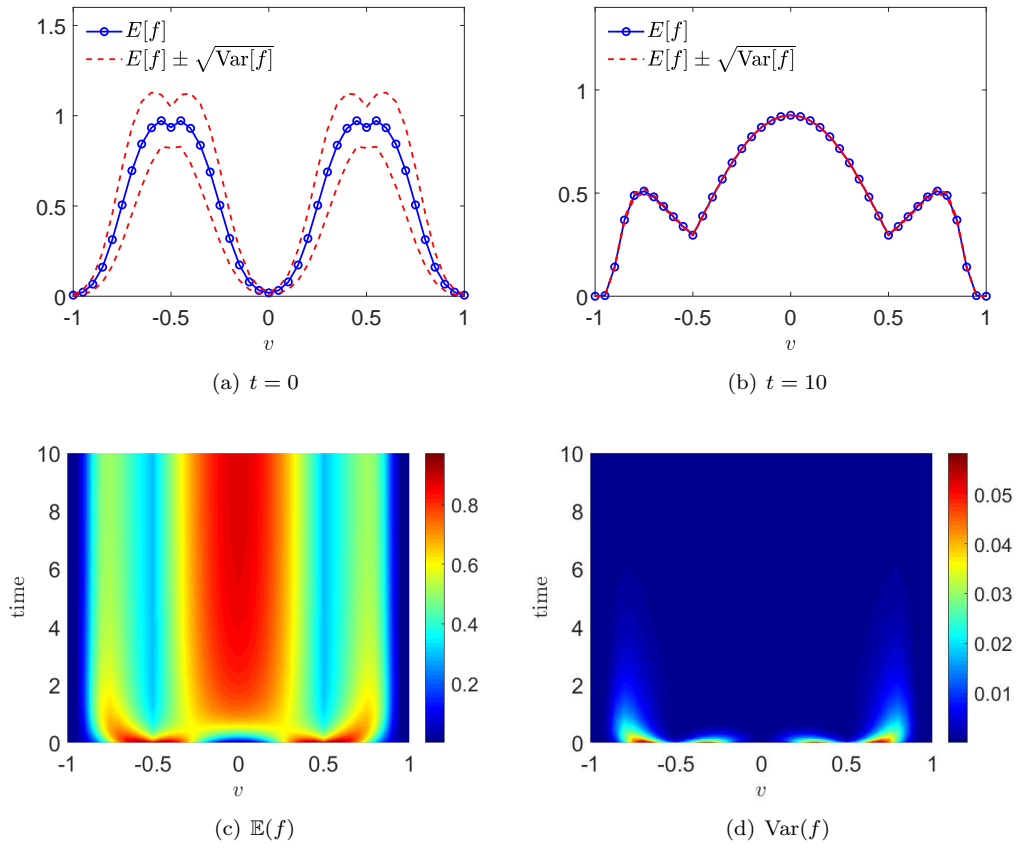 E[f]
E[f] ± √Var[f]
1.5
1
0.5
0
-1 -0.5 0 0.5 1
v
(a) t = 0
E[f]
E[f] ± √Var[f]
1
0.5
0
-1 -0.5 0 0.5 1
v
(b) t = 10
10
8
6
4
2
0
time
-1 -0.5 0 0.5 1
v
0.8
0.6
0.4
0.2
(c) 𝔼(f)
10
8
6
4
2
0
time
-1 -0.5 0 0.5 1
v
0.05
0.04
0.03
0.02
0.01
(d) Var(f)